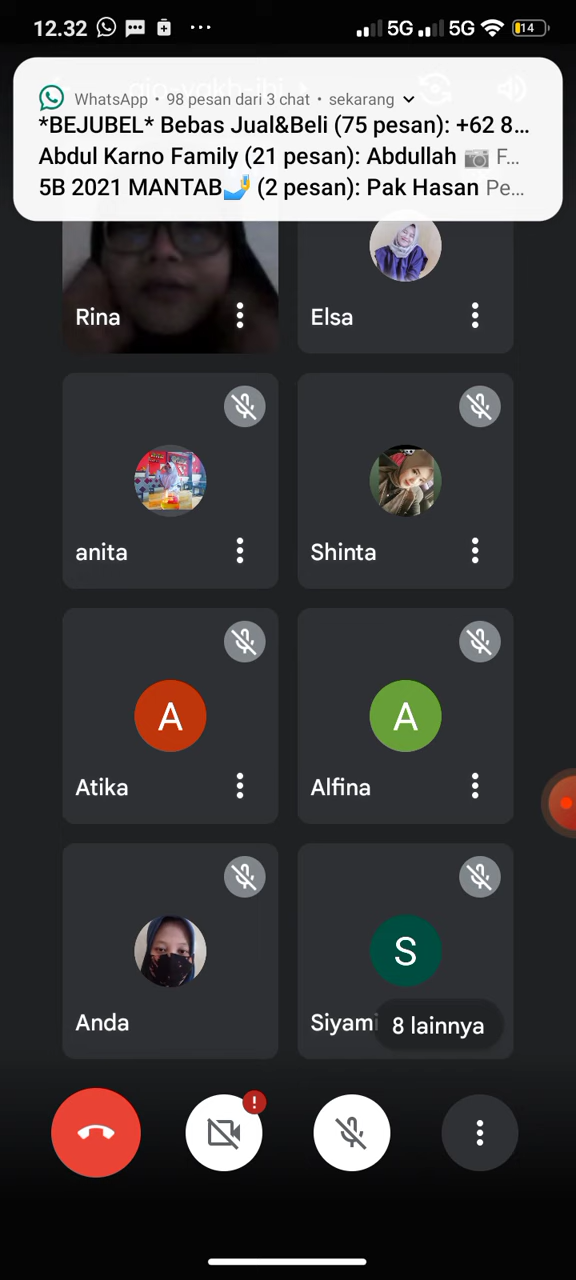 12.32 5G 5G 14
WhatsApp • 98 pesan dari 3 chat • sekarang
*BEJUBEL* Bebas Jual&Beli (75 pesan): +62 8...
Abdul Karno Family (21 pesan): Abdullah 📷 F...
5B 2021 MANTAB🤳 (2 pesan): Pak Hasan Pe...
Rina
Elsa
anita
Shinta
A
A
Atika
Alfina
S
Anda
Siyami
8 lainnya
!